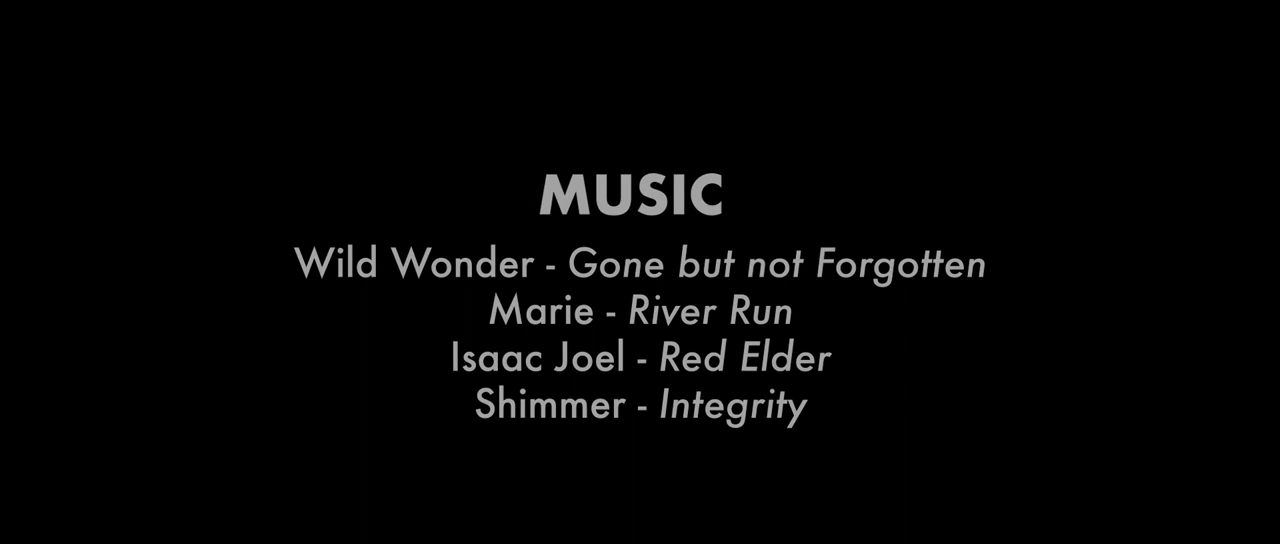 MUSIC
Wild Wonder - Gone but not Forgotten
Marie - River Run
Isaac Joel - Red Elder
Shimmer - Integrity